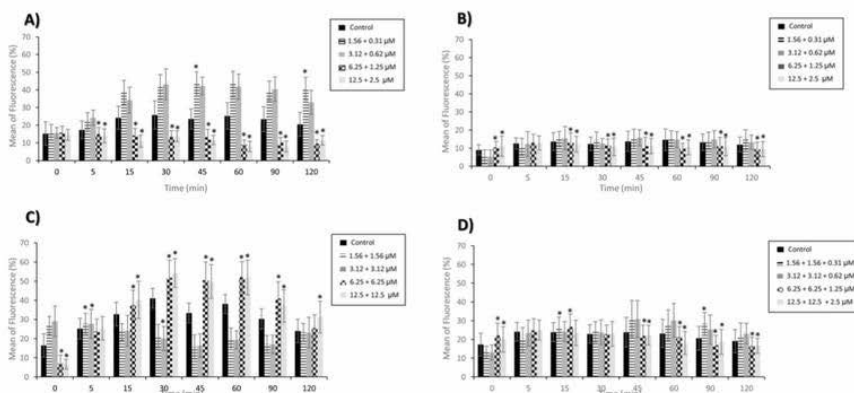 A)
Mean of Fluorescence (%)
70
60
50
40
30
20
10
0
0 5 15 30 45 60 90 120
Time (min)
Control
1.56 + 0.31 µM
3.12 + 0.62 µM
6.25 + 1.25 µM
12.5 + 2.5 µM
B)
Mean of Fluorescence (%)
70
60
50
40
30
20
10
0
0 5 15 30 45 60 90 120
Time (min)
Control
1.56 + 0.31 µM
3.12 + 0.62 µM
6.25 + 1.25 µM
12.5 + 2.5 µM
C)
Mean of Fluorescence (%)
70
60
50
40
30
20
10
0
0 5 15 30 45 60 90 120
Control
1.56 + 1.56 µM
3.12 + 3.12 µM
6.25 + 6.25 µM
12.5 + 12.5 µM
D)
Mean of Fluorescence (%)
70
60
50
40
30
20
10
0
0 5 15 30 45 60 90 120
Control
1.56 + 1.56 + 0.31 µM
3.12 + 3.12 + 0.62 µM
6.25 + 6.25 + 1.25 µM
12.5 + 12.5 + 2.5 µM